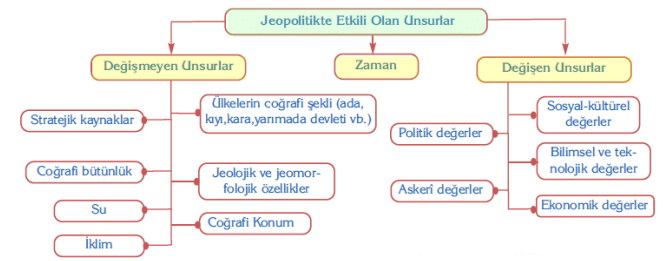 Jeopolitikte Etkili Olan Unsurlar
Değişmeyen Unsurlar
Zaman
Değişen Unsurlar
Stratejik kaynaklar
Ülkelerin coğrafi şekli (ada,
kıyı,kara,yarımada devleti vb.)
Coğrafi bütünlük
Jeolojik ve jeomor-
folojik özellikler
Su
Coğrafi Konum
İklim
Sosyal-kültürel
değerler
Politik değerler
Bilimsel ve tek-
nolojik değerler
Askerî değerler
Ekonomik değerler